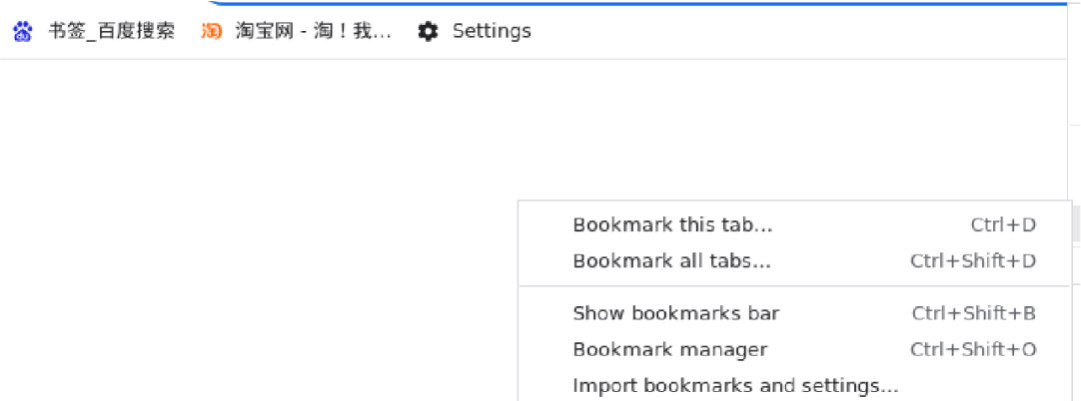 书签_百度搜索 淘 淘宝网 - 淘！我... Settings
Bookmark this tab... Ctrl+D
Bookmark all tabs... Ctrl+Shift+D
Show bookmarks bar Ctrl+Shift+B
Bookmark manager Ctrl+Shift+O
Import bookmarks and settings...